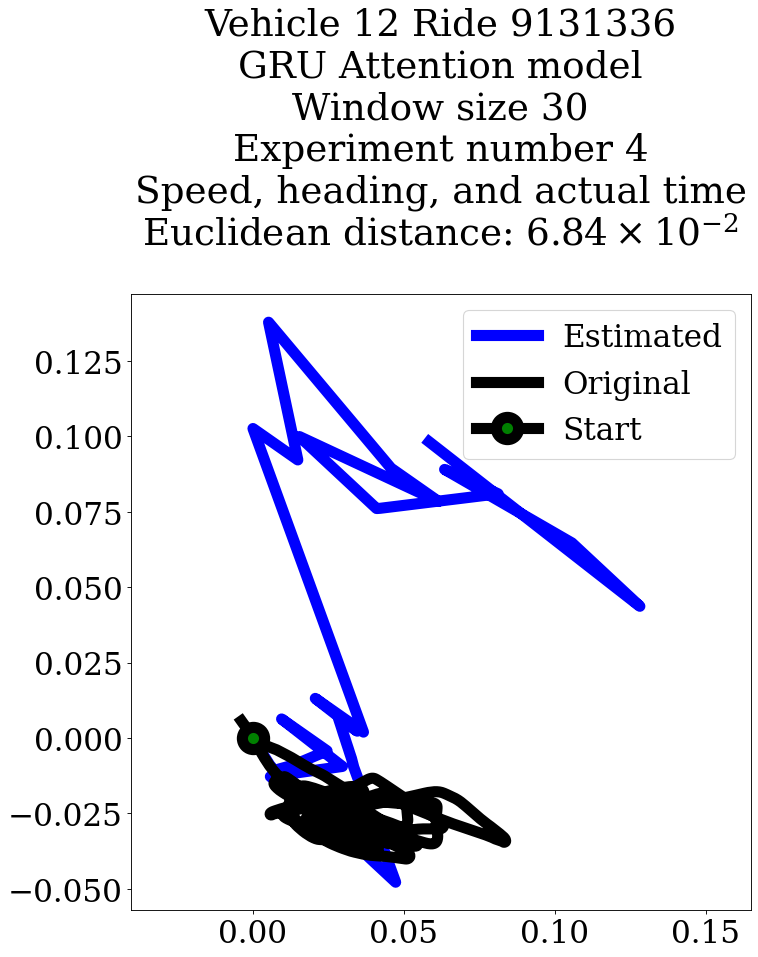 Vehicle 12 Ride 9131336
GRU Attention model
Window size 30
Experiment number 4
Speed, heading, and actual time
Euclidean distance: 6.84 × 10⁻²
Estimated
Original
Start
0.125
0.100
0.075
0.050
0.025
0.000
−0.025
−0.050
0.00 0.05 0.10 0.15